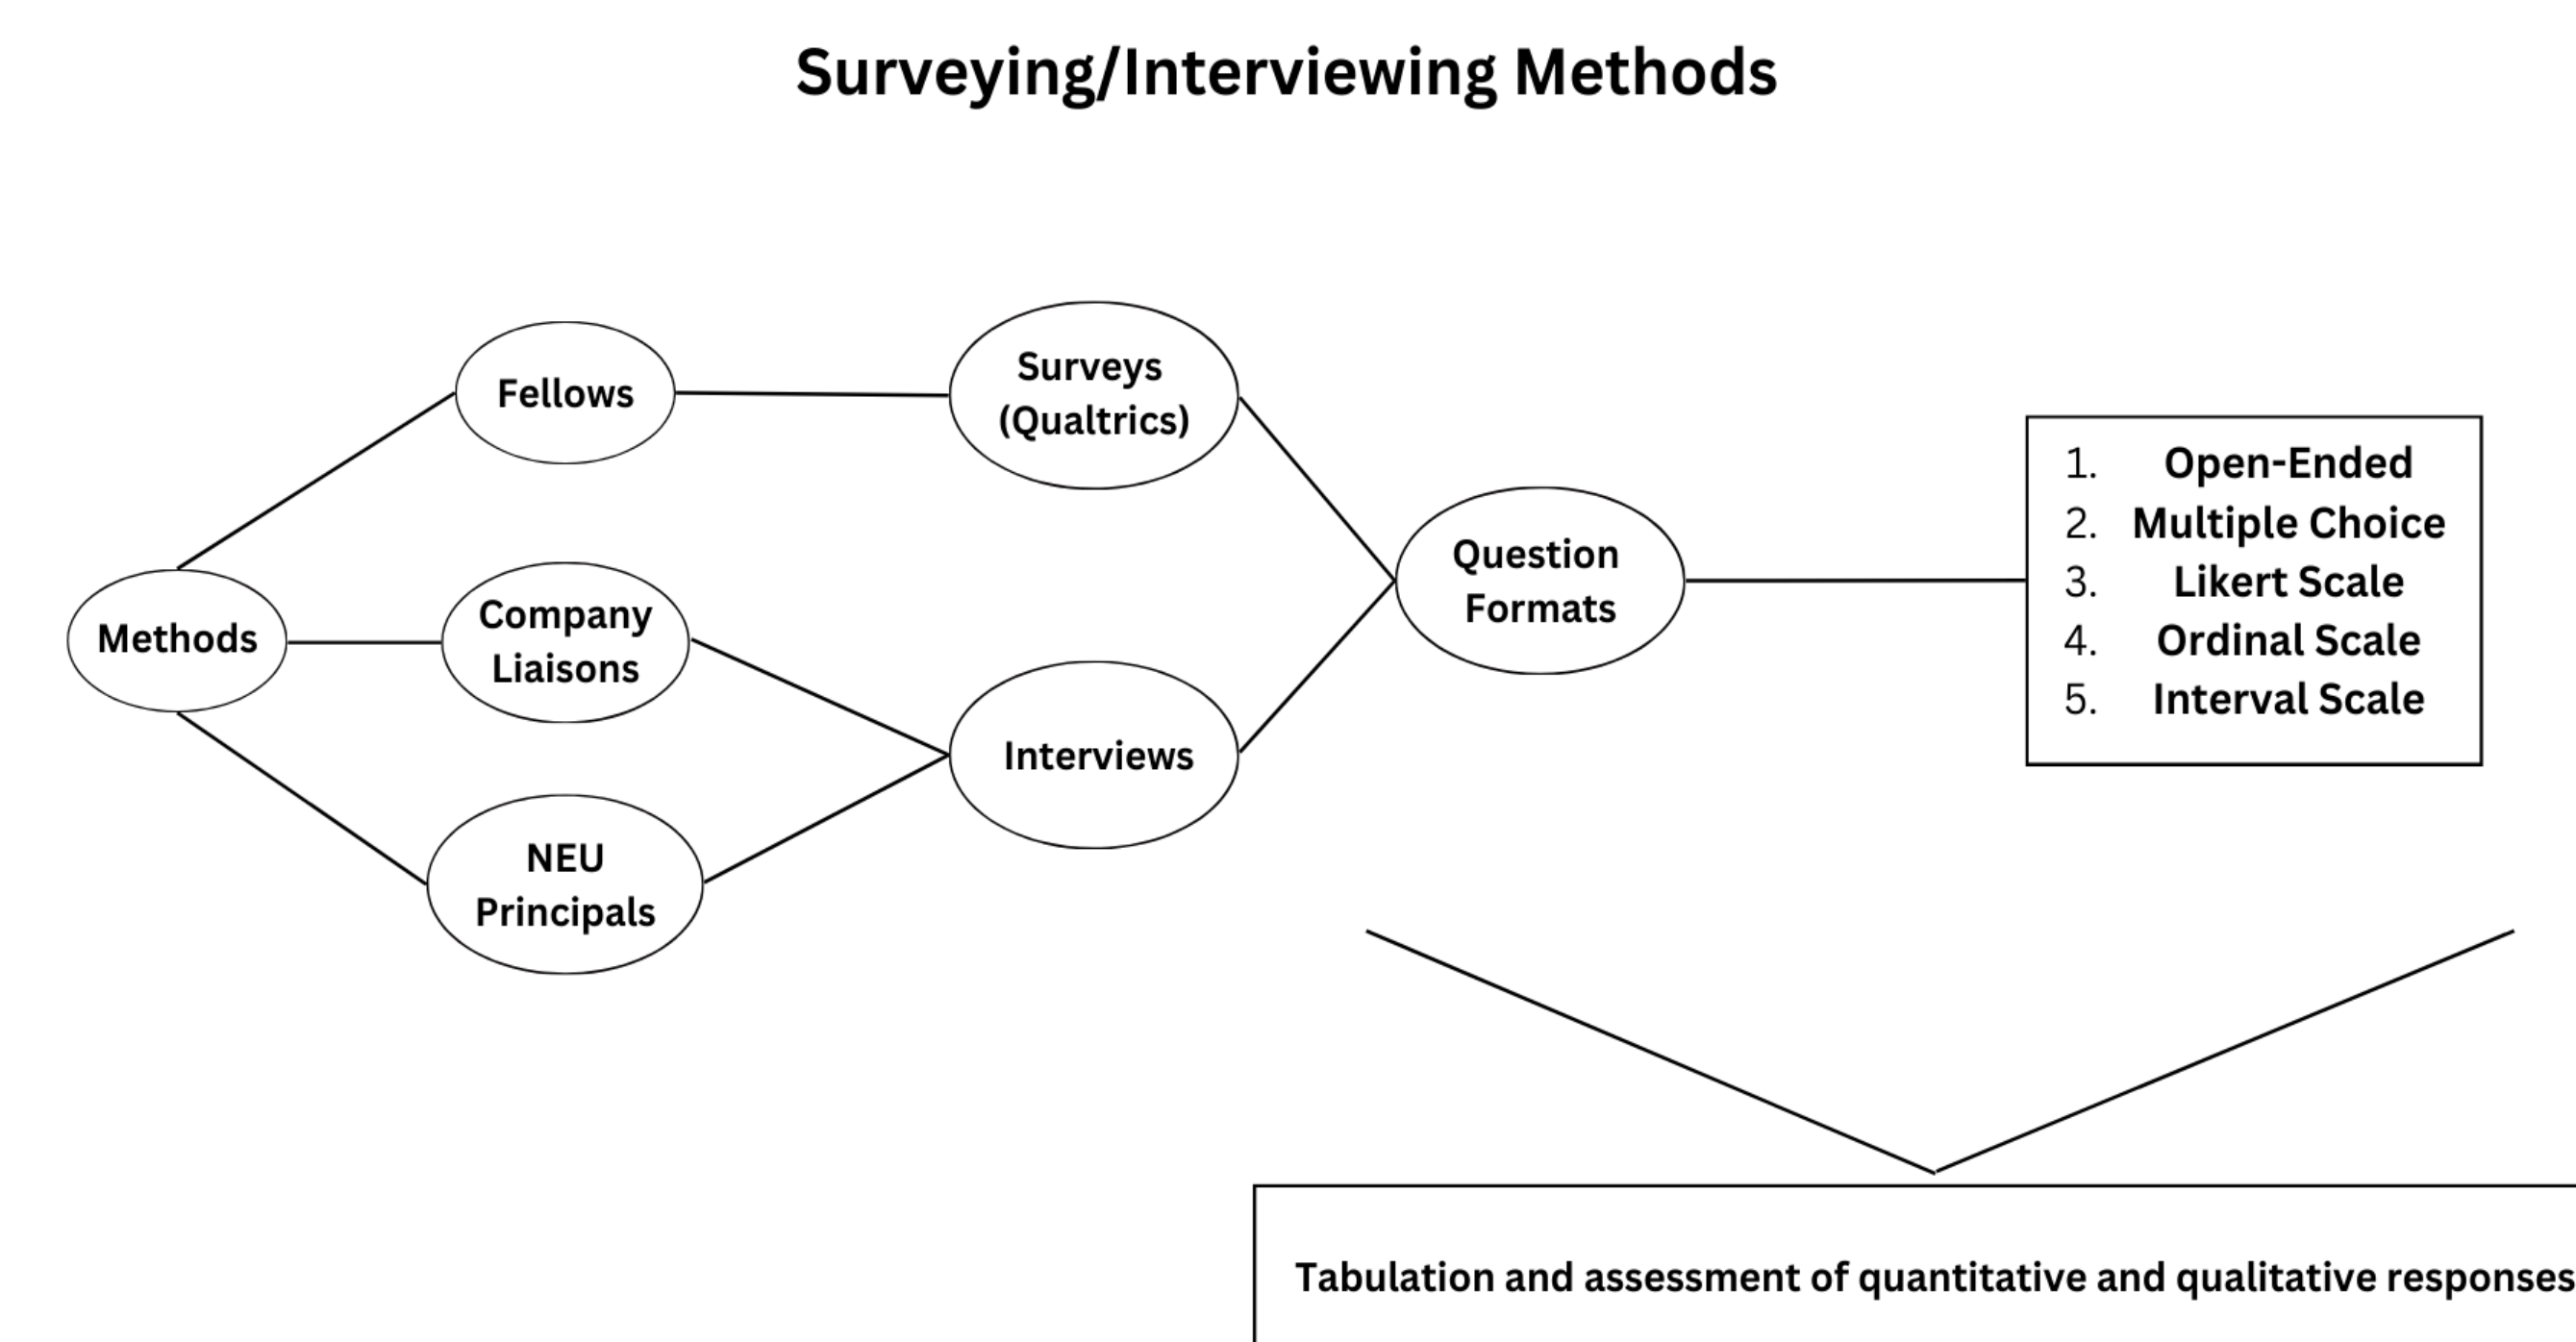 Surveying/Interviewing Methods
Methods
Fellows
Company
Liaisons
NEU
Principals
Surveys
(Qualtrics)
Interviews
Question
Formats
1. Open-Ended
2. Multiple Choice
3. Likert Scale
4. Ordinal Scale
5. Interval Scale
Tabulation and assessment of quantitative and qualitative responses